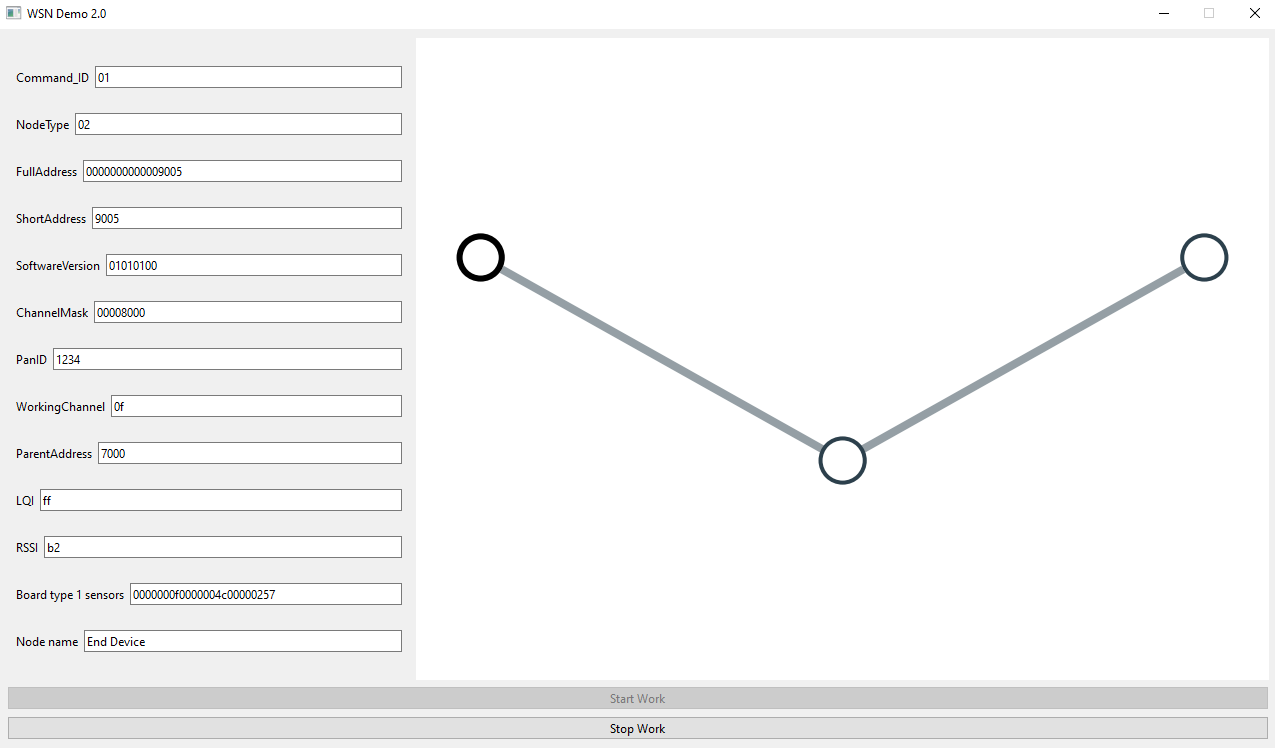 WSN Demo 2.0
Command_ID 01
NodeType 02
FullAddress 0000000000009005
ShortAddress 9005
SoftwareVersion 01010100
ChannelMask 00008000
PanID 1234
WorkingChannel 0f
ParentAddress 7000
LQI ff
RSSI b2
Board type 1 sensors 0000000f0000004c00000257
Node name End Device
Start Work
Stop Work